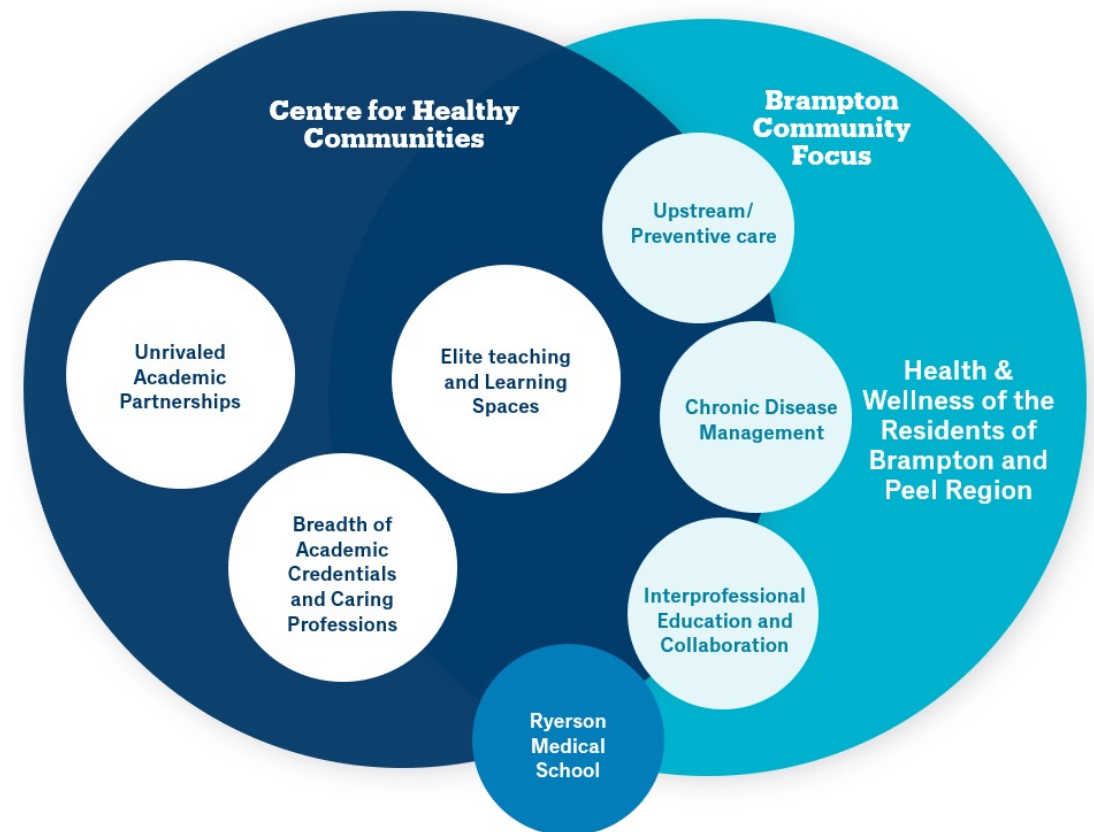 Centre for Healthy
Communities
Brampton
Community
Focus
Upstream/
Preventive care
Unrivaled
Academic
Partnerships
Elite teaching
and Learning
Spaces
Chronic Disease
Management
Health &
Wellness of the
Residents of
Brampton and
Peel Region
Breadth of
Academic
Credentials
and Caring
Professions
Interprofessional
Education and
Collaboration
Ryerson
Medical
School